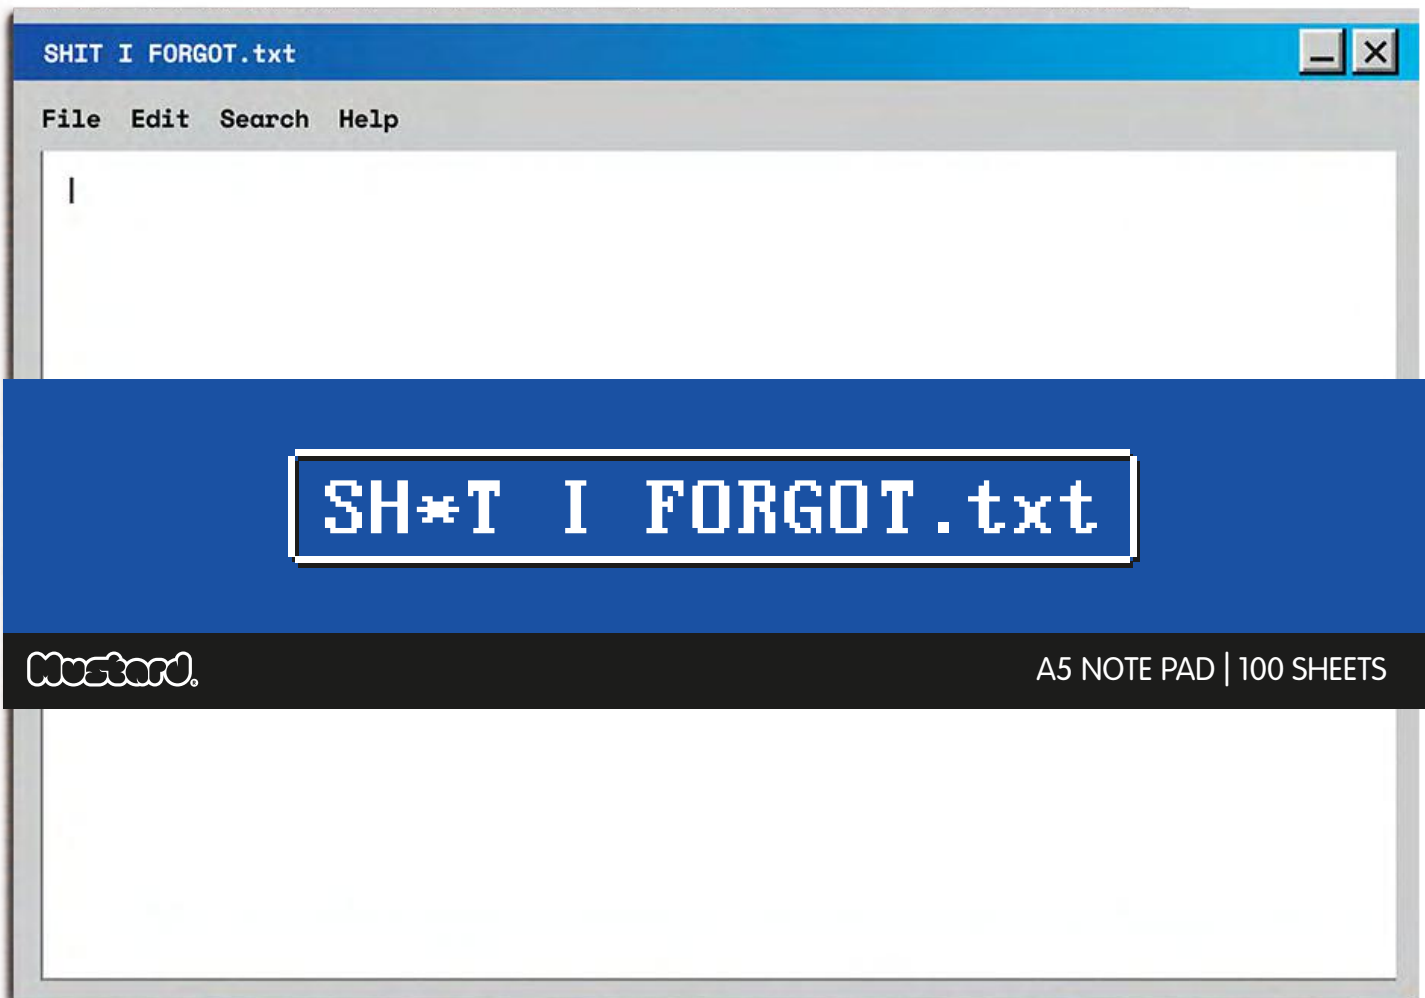 SHIT I FORGOT.txt
File Edit Search Help
SH*T I FORGOT.txt
Mustard.
A5 NOTE PAD | 100 SHEETS